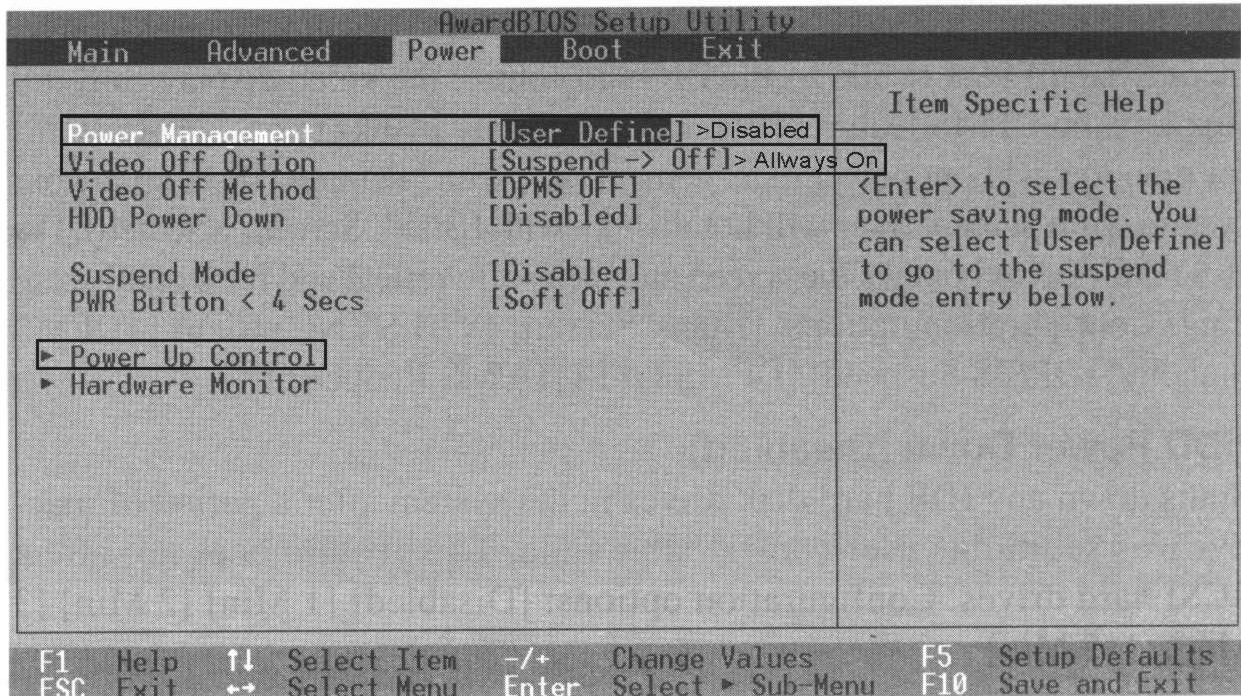 AwardBIOS Setup Utility
Main Advanced Power Boot Exit
Item Specific Help
Power Management [User Define] >Disabled
Video Off Option [Suspend -> Off]> Allways On
Video Off Method [DPMS OFF]
HDD Power Down [Disabled]
Suspend Mode [Disabled]
PWR Button < 4 Secs [Soft Off]
▶ Power Up Control
▶ Hardware Monitor
<Enter> to select the
power saving mode. You
can select [User Define]
to go to the suspend
mode entry below.
F1 Help ↑↓ Select Item -/+ Change Values F5 Setup Defaults
ESC Exit ←→ Select Menu Enter Select ▶ Sub-Menu F10 Save and Exit